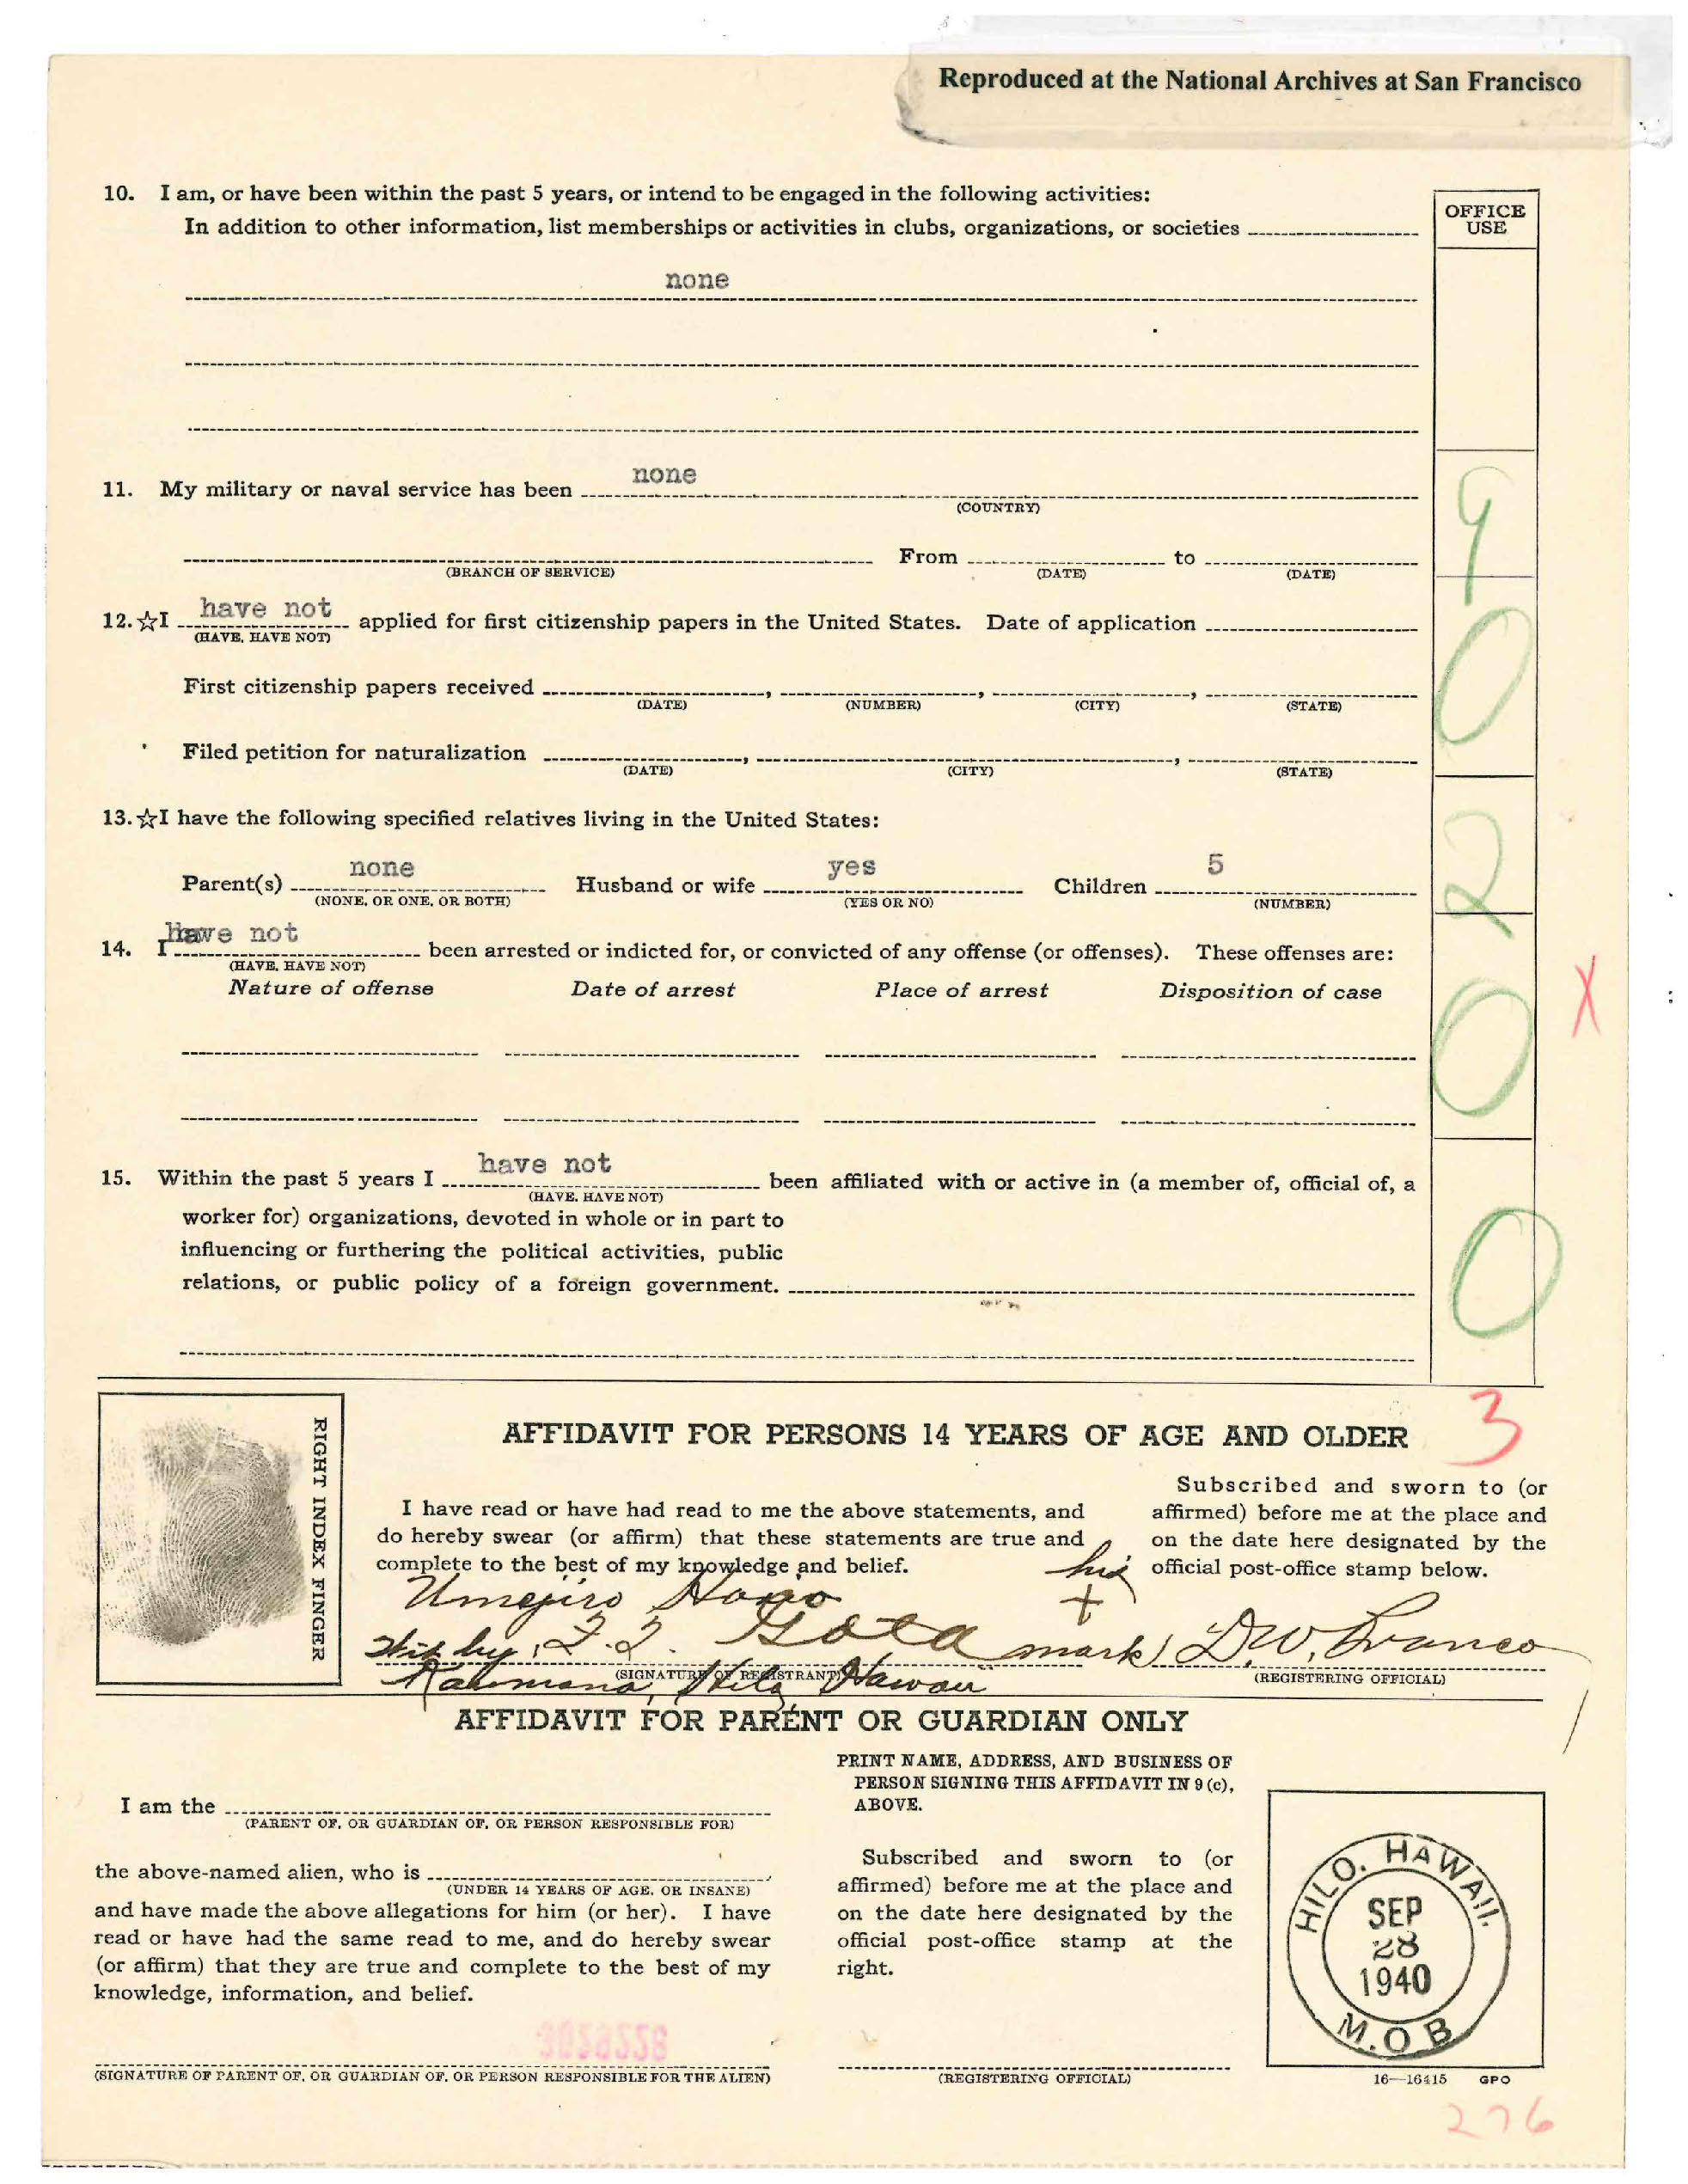 Reproduced at the National Archives at San Francisco
10. I am, or have been within the past 5 years, or intend to be engaged in the following activities:
In addition to other information, list memberships or activities in clubs, organizations, or societies
none
OFFICE
USE
11. My military or naval service has been none
(COUNTRY)
From to
(BRANCH OF SERVICE) (DATE) (DATE)
9
12. ☆I have not applied for first citizenship papers in the United States. Date of application
(HAVE, HAVE NOT)
0
First citizenship papers received , , ,
(DATE) (NUMBER) (CITY) (STATE)
Filed petition for naturalization , ,
(DATE) (CITY) (STATE)
13. ☆I have the following specified relatives living in the United States:
Parent(s) none Husband or wife yes Children 5
(NONE, OR ONE, OR BOTH) (YES OR NO) (NUMBER)
2
14. I have not been arrested or indicted for, or convicted of any offense (or offenses). These offenses are:
(HAVE, HAVE NOT)
Nature of offense Date of arrest Place of arrest Disposition of case
0 X
15. Within the past 5 years I have not been affiliated with or active in (a member of, official of, a
(HAVE, HAVE NOT)
worker for) organizations, devoted in whole or in part to
influencing or furthering the political activities, public
relations, or public policy of a foreign government.
0
3
RIGHT INDEX FINGER
AFFIDAVIT FOR PERSONS 14 YEARS OF AGE AND OLDER
I have read or have had read to me the above statements, and
do hereby swear (or affirm) that these statements are true and
complete to the best of my knowledge and belief.
Subscribed and sworn to (or
affirmed) before me at the place and
on the date here designated by the
official post-office stamp below.
Umejiro his
+
by mark D.W. Branco
(SIGNATURE OF REGISTRANT) (REGISTERING OFFICIAL)
Hilo, Hawaii
AFFIDAVIT FOR PARENT OR GUARDIAN ONLY
I am the
(PARENT OF, OR GUARDIAN OF, OR PERSON RESPONSIBLE FOR)
the above-named alien, who is ,
(UNDER 14 YEARS OF AGE, OR INSANE)
and have made the above allegations for him (or her). I have
read or have had the same read to me, and do hereby swear
(or affirm) that they are true and complete to the best of my
knowledge, information, and belief.
(SIGNATURE OF PARENT OF, OR GUARDIAN OF, OR PERSON RESPONSIBLE FOR THE ALIEN)
PRINT NAME, ADDRESS, AND BUSINESS OF
PERSON SIGNING THIS AFFIDAVIT IN 9 (c),
ABOVE.
Subscribed and sworn to (or
affirmed) before me at the place and
on the date here designated by the
official post-office stamp at the
right.
(REGISTERING OFFICIAL)
HILO, HAWAII.
SEP
28
1940
M.O.B
16—16415 GPO
276